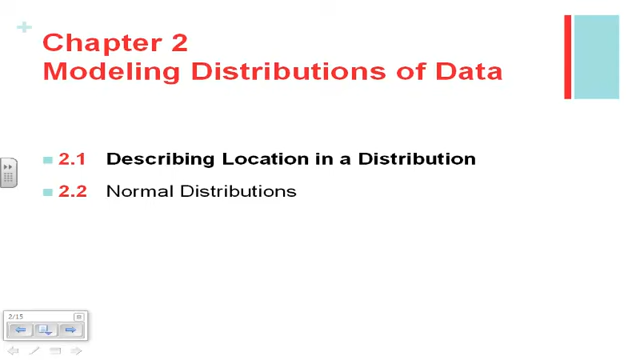 Chapter 2
Modeling Distributions of Data
2.1 Describing Location in a Distribution
2.2 Normal Distributions
2/15